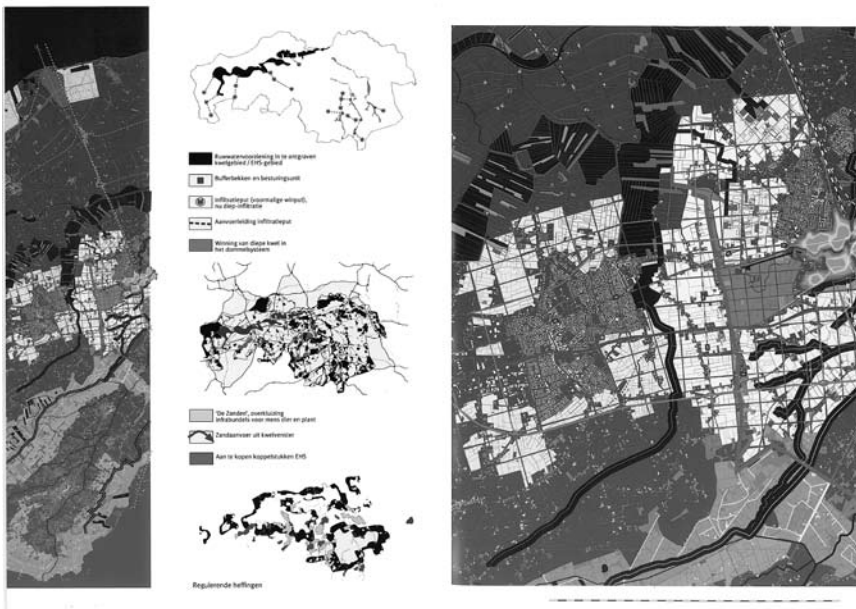 Ruwwatervoorziening in te ontgraven
kwelgebied / EHS-gebied
Bufferbekken en besturingsunit
Infiltratieput (voormalige winput),
nu diep-infiltratie
Aanvoerleiding infiltratieput
Winning van diepe kwel in
het dommelsysteem
'De Zanden', overkluizing
infrabundels voor mens dier en plant
Zandaanvoer uit kwelvenster
Aan te kopen koppelstukken EHS
Regulerende heffingen